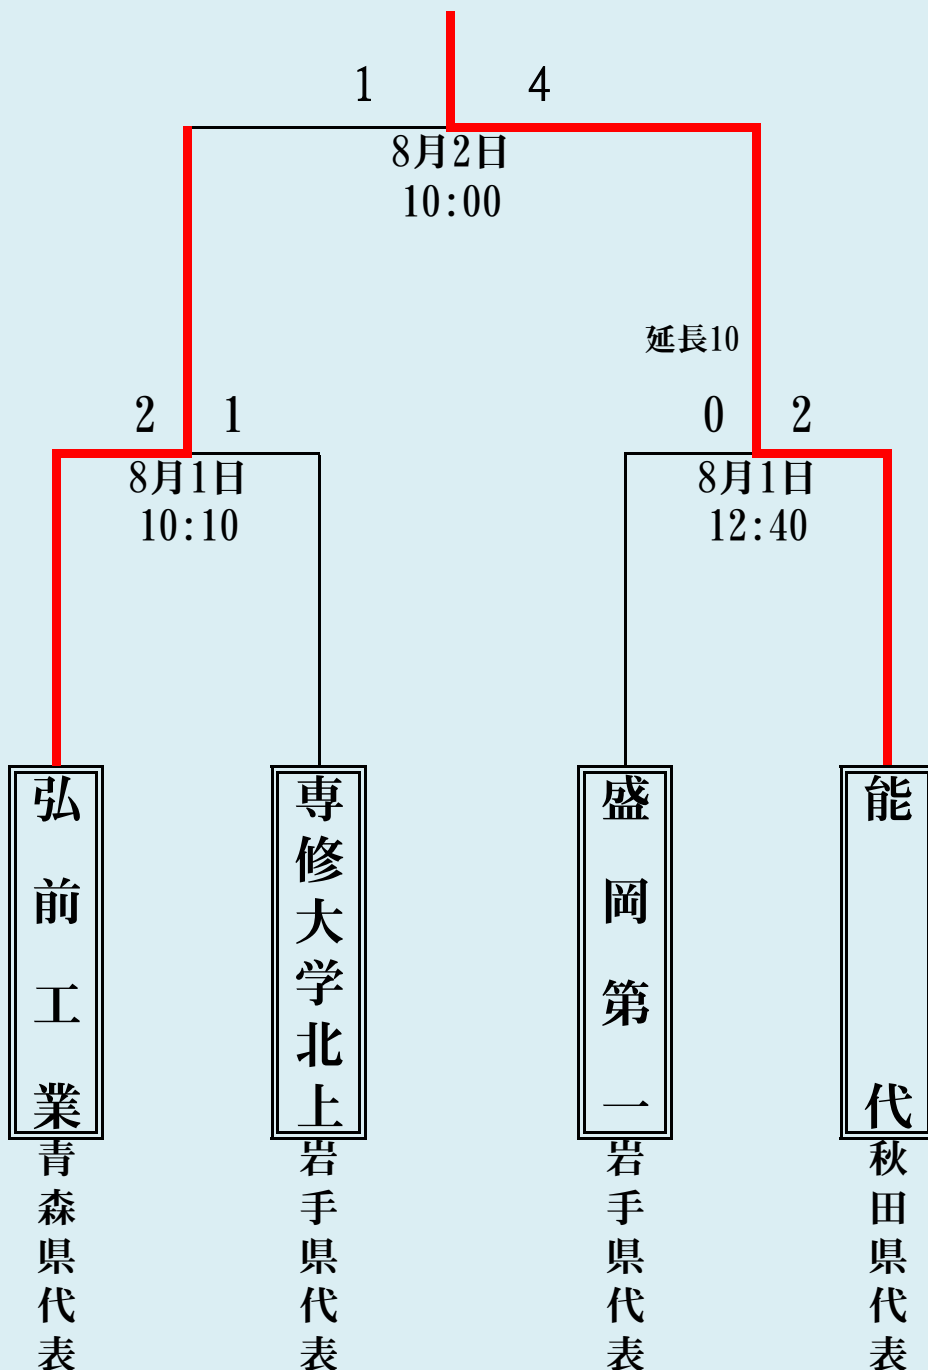 1 4
8月2日
10:00
延長10
2 1
8月1日
10:10
0 2
8月1日
12:40
弘前工業
青森県代表
専修大学北上
岩手県代表
盛岡第一
岩手県代表
能代
秋田県代表